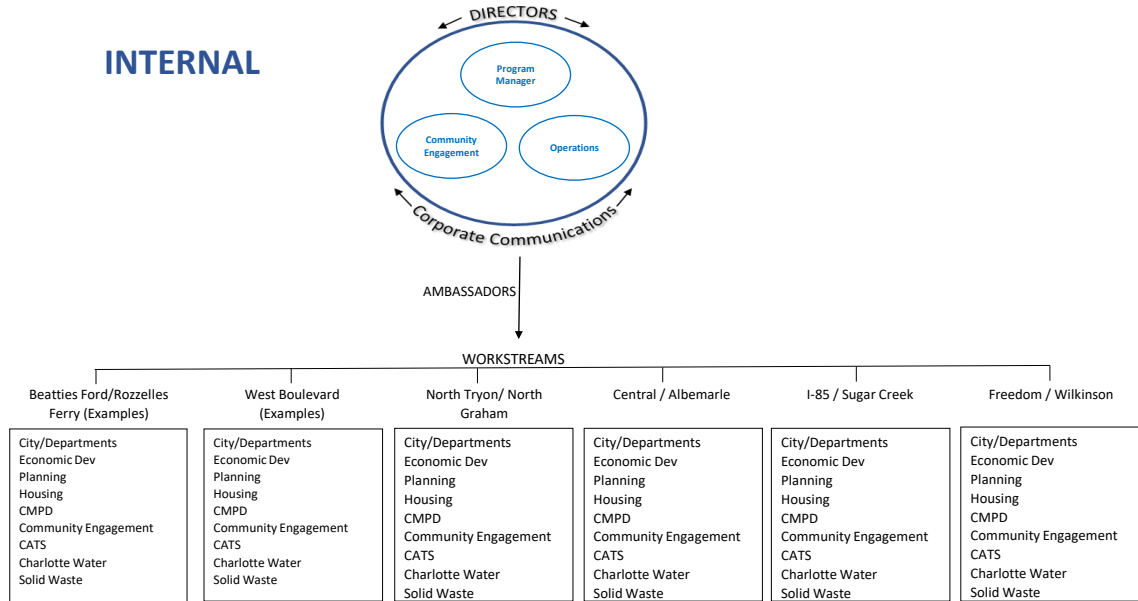 DIRECTORS
INTERNAL
Program
Manager
Community
Engagement
Operations
Corporate Communications
AMBASSADORS
WORKSTREAMS
Beatties Ford/Rozzelles
Ferry (Examples)
City/Departments
Economic Dev
Planning
Housing
CMPD
Community Engagement
CATS
Charlotte Water
Solid Waste
West Boulevard
(Examples)
City/Departments
Economic Dev
Planning
Housing
CMPD
Community Engagement
CATS
Charlotte Water
Solid Waste
North Tryon/ North
Graham
City/Departments
Economic Dev
Planning
Housing
CMPD
Community Engagement
CATS
Charlotte Water
Solid Waste
Central / Albemarle
City/Departments
Economic Dev
Planning
Housing
CMPD
Community Engagement
CATS
Charlotte Water
Solid Waste
I-85 / Sugar Creek
City/Departments
Economic Dev
Planning
Housing
CMPD
Community Engagement
CATS
Charlotte Water
Solid Waste
Freedom / Wilkinson
City/Departments
Economic Dev
Planning
Housing
CMPD
Community Engagement
CATS
Charlotte Water
Solid Waste